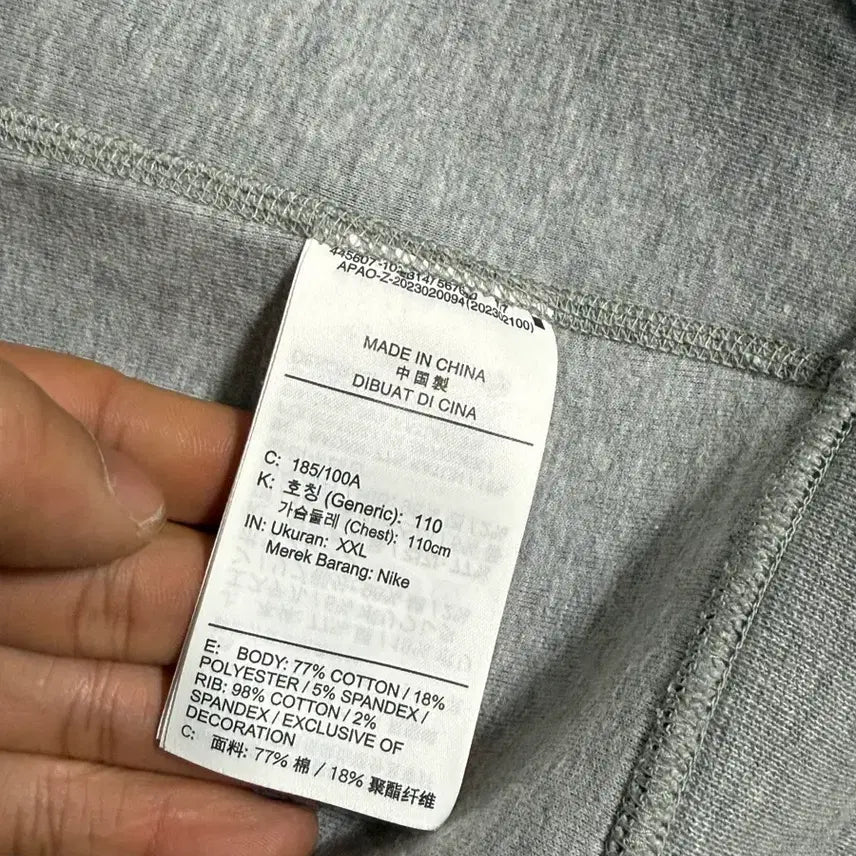 APAO-Z-2023020094(202302100)
MADE IN CHINA
中国製
DIBUAT DI CINA
C: 185/100A
K: 호칭 (Generic): 110
가슴둘레 (Chest): 110cm
IN: Ukuran: XXL
Merek Barang: Nike
E: BODY: 77% COTTON / 18%
POLYESTER / 5% SPANDEX /
RIB: 98% COTTON / 2%
SPANDEX / EXCLUSIVE OF
DECORATION
C: 面料: 77% 棉 / 18% 聚酯纤维